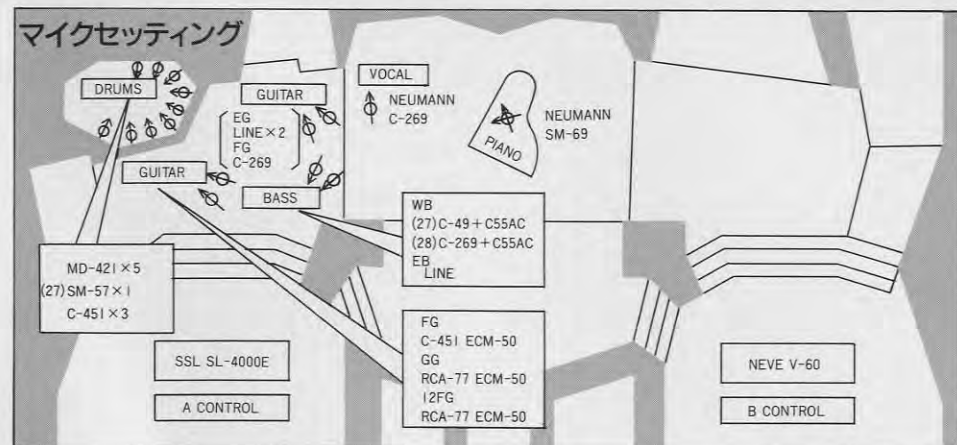 マイクセッティング
DRUMS
GUITAR
EG
LINE×2
FG
C-269
VOCAL
NEUMANN
C-269
PIANO
NEUMANN
SM-69
GUITAR
BASS
WB
(27)C-49+C55AC
(28)C-269+C55AC
EB
LINE
MD-421×5
(27)SM-57×1
C-451×3
FG
C-451 ECM-50
GG
RCA-77 ECM-50
12FG
RCA-77 ECM-50
SSL SL-4000E
A CONTROL
NEVE V-60
B CONTROL